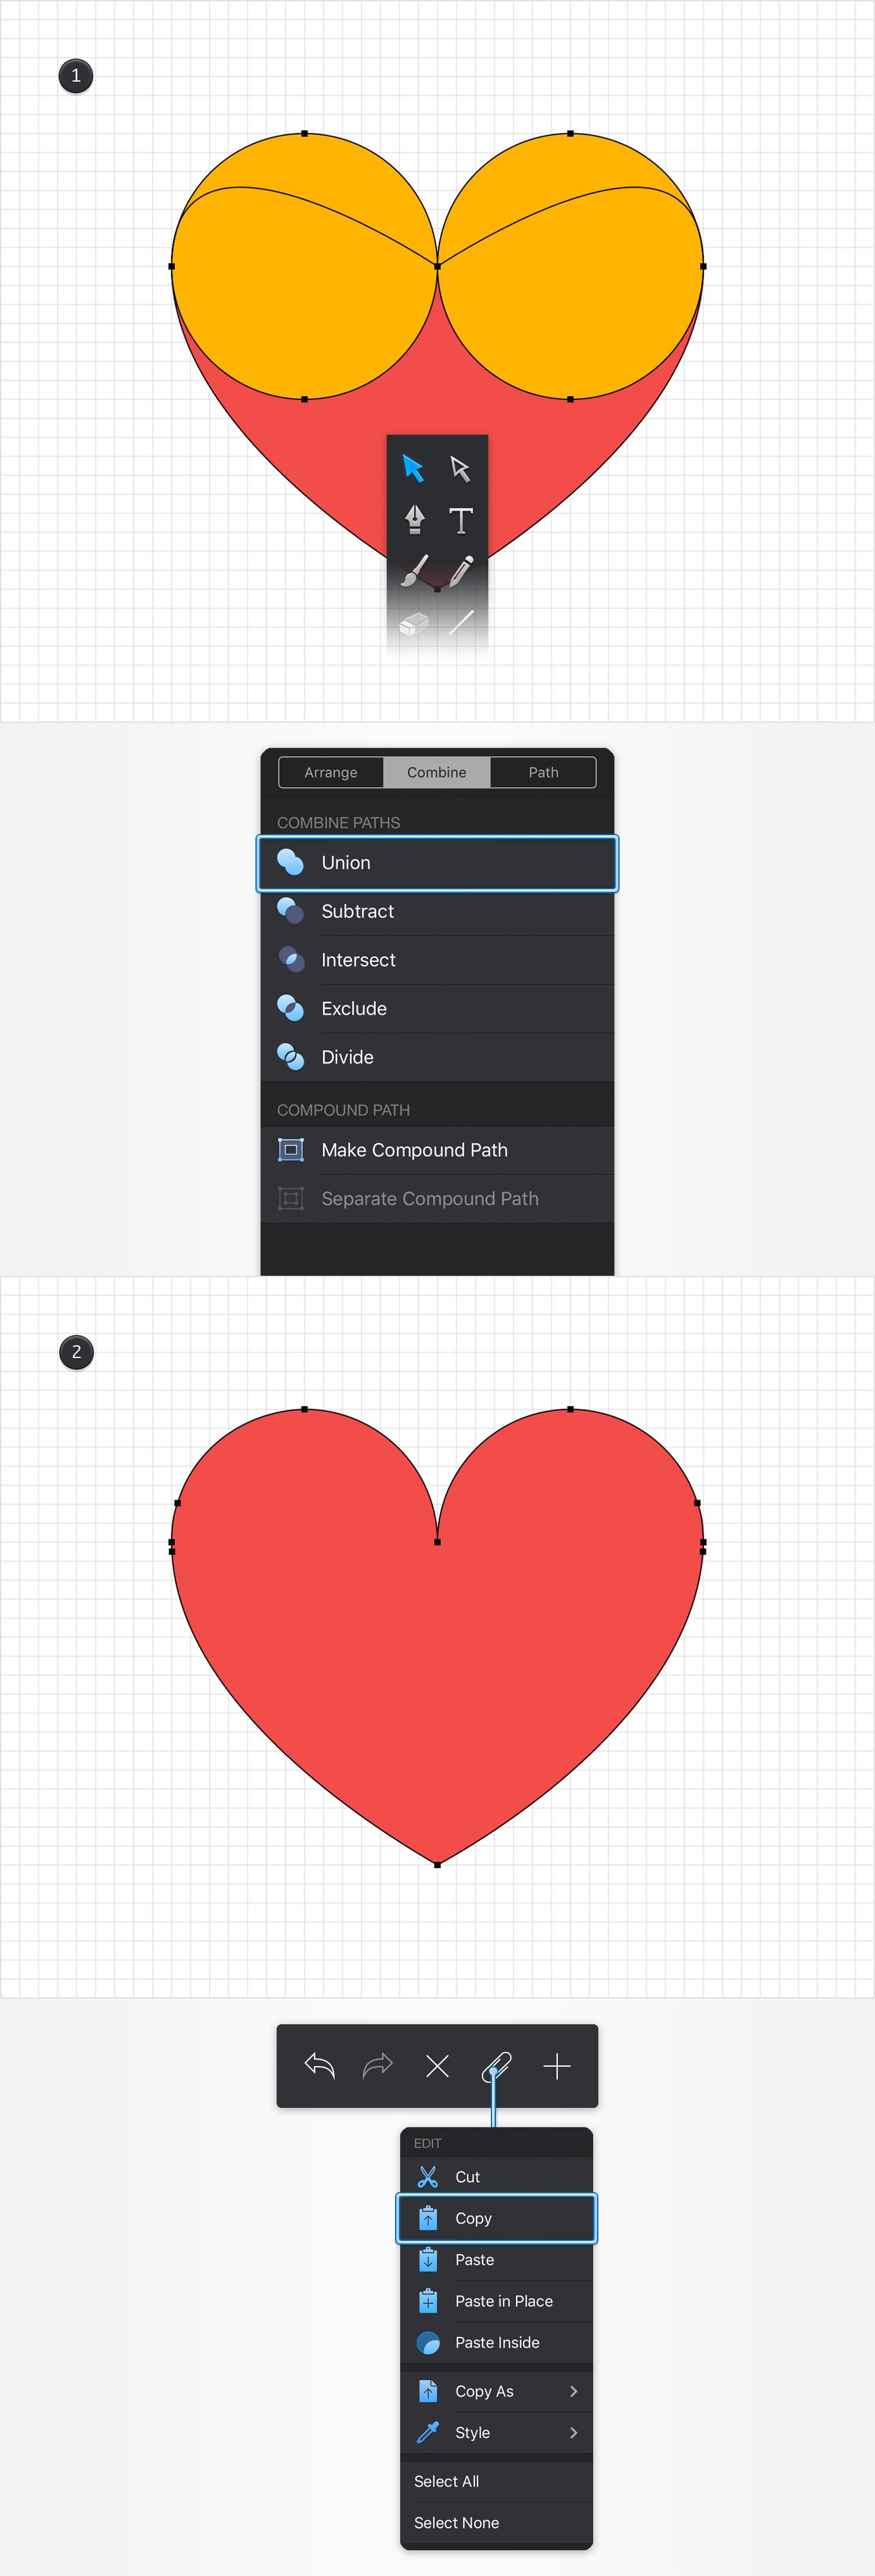 1
T
Arrange Combine Path
COMBINE PATHS
Union
Subtract
Intersect
Exclude
Divide
COMPOUND PATH
Make Compound Path
Separate Compound Path
2
EDIT
Cut
Copy
Paste
Paste in Place
Paste Inside
Copy As
Style
Select All
Select None